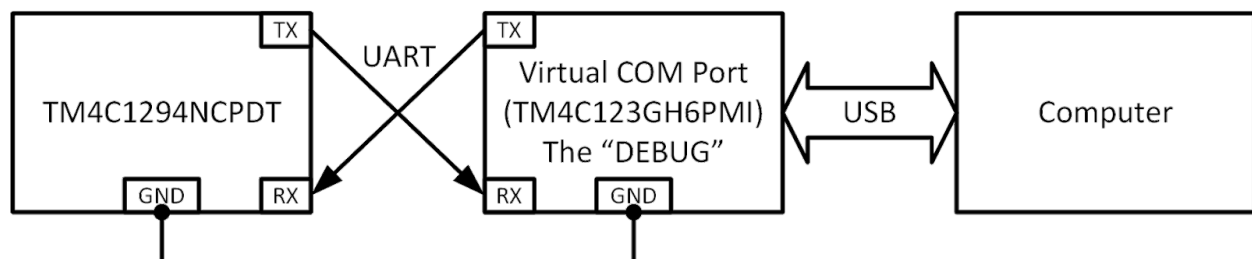 TX
TX
UART
TM4C1294NCPDT
Virtual COM Port
(TM4C123GH6PMI)
The “DEBUG”
USB
Computer
GND
RX
RX
GND